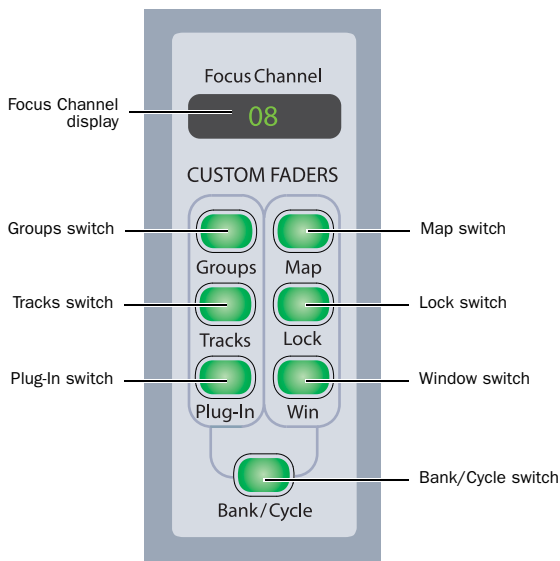 Focus Channel
Focus Channel
display
08
CUSTOM FADERS
Groups switch
Map switch
Groups
Map
Tracks switch
Lock switch
Tracks
Lock
Plug-In switch
Window switch
Plug-In
Win
Bank/Cycle switch
Bank/Cycle